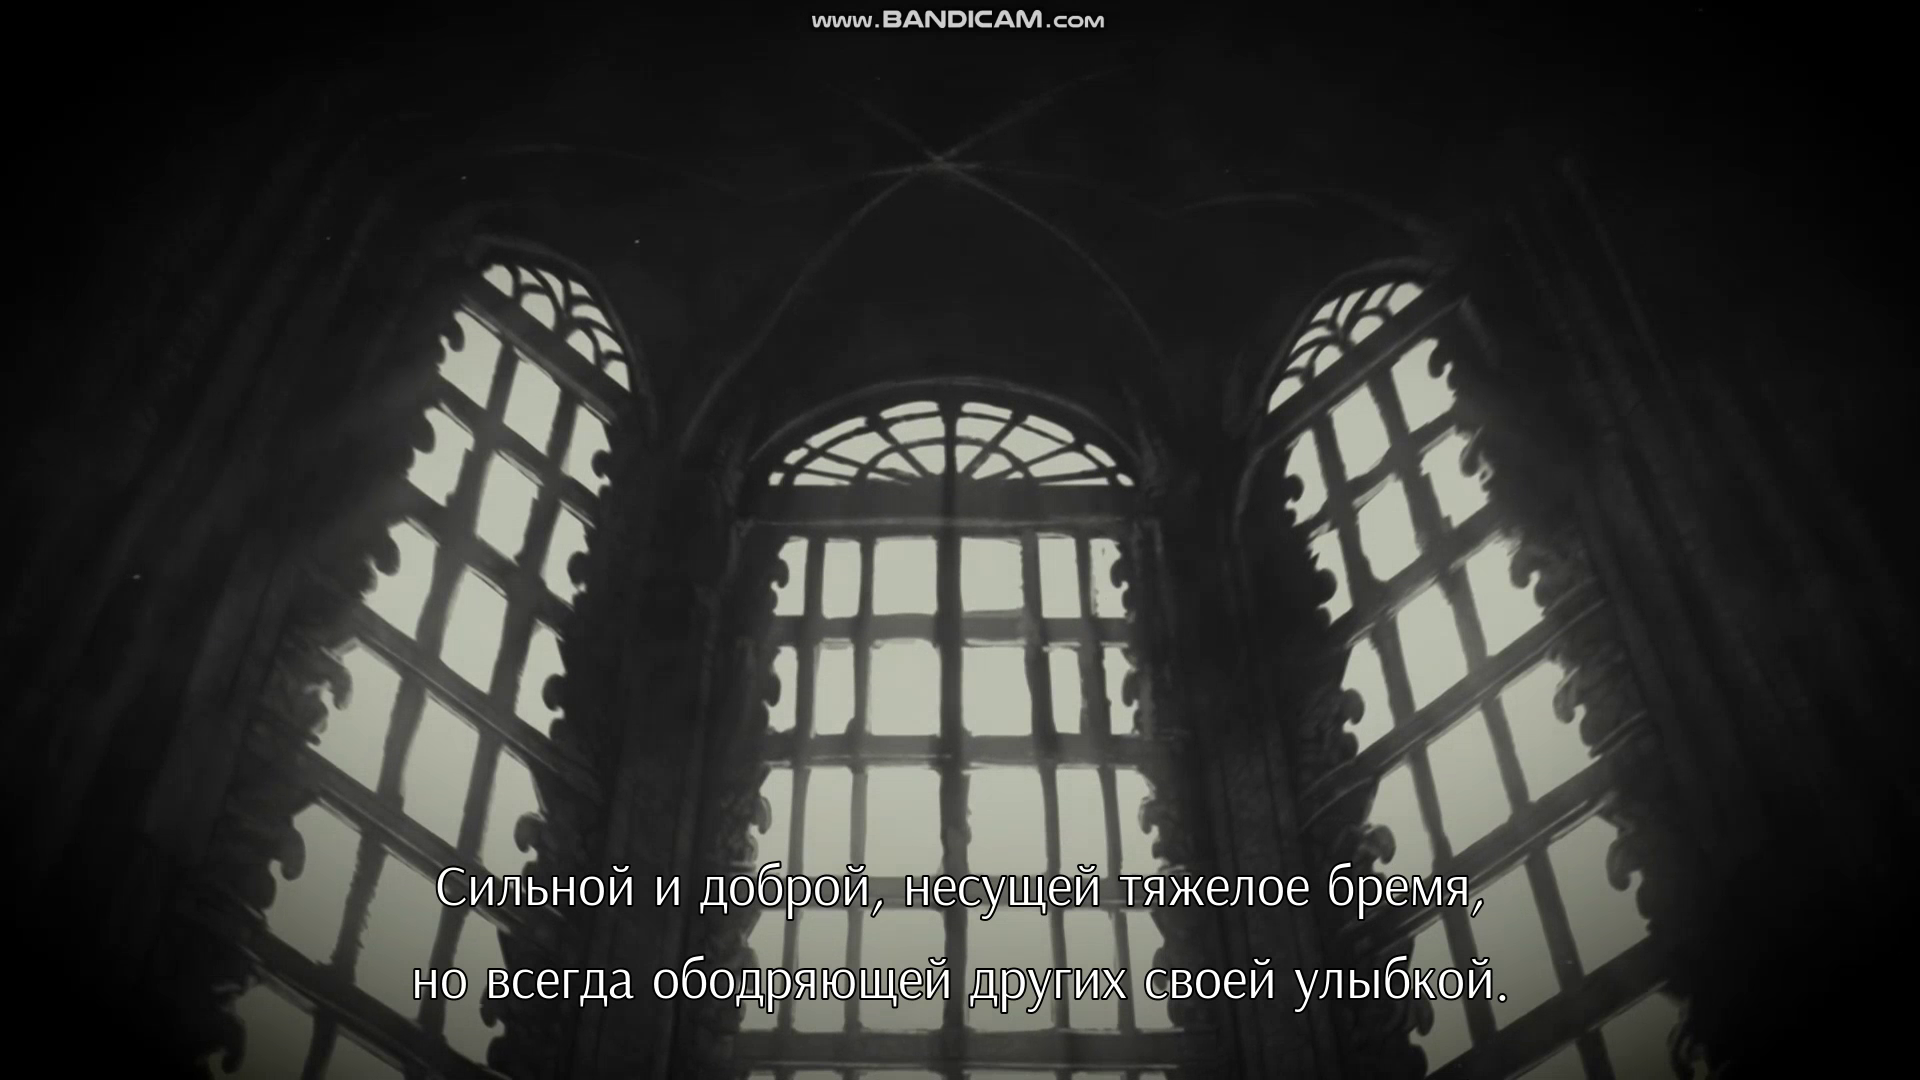 www.BANDICAM.com
Сильной и доброй, несущей тяжелое бремя,
но всегда ободряющей других своей улыбкой.